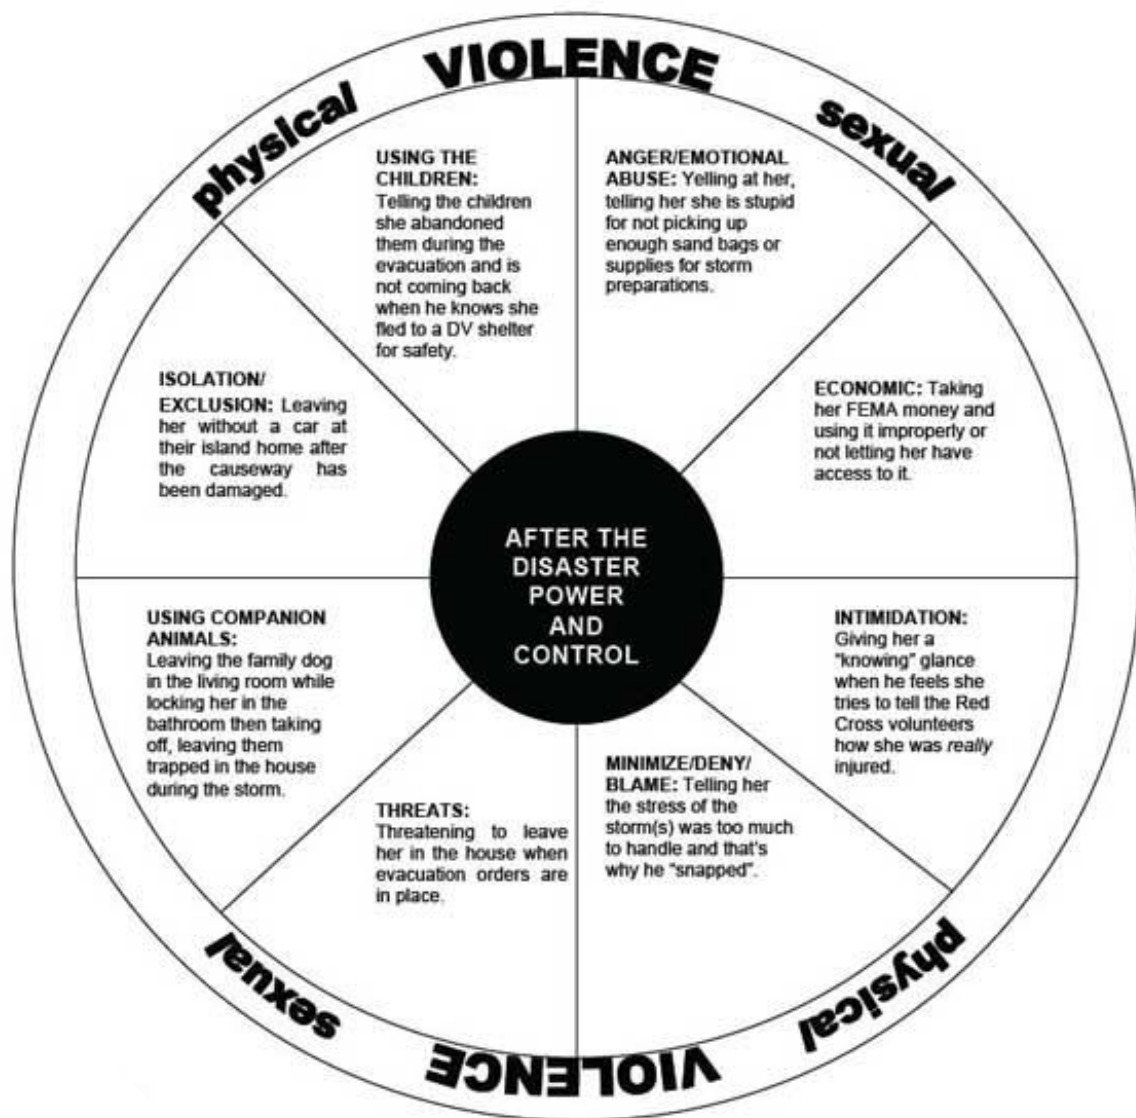 physical VIOLENCE sexual
USING THE
CHILDREN:
Telling the children
she abandoned
them during the
evacuation and is
not coming back
when he knows she
fled to a DV shelter
for safety.
ANGER/EMOTIONAL
ABUSE: Yelling at her,
telling her she is stupid
for not picking up
enough sand bags or
supplies for storm
preparations.
ISOLATION/
EXCLUSION: Leaving
her without a car at
their island home after
the causeway has
been damaged.
ECONOMIC: Taking
her FEMA money and
using it improperly or
not letting her have
access to it.
AFTER THE
DISASTER
POWER
AND
CONTROL
USING COMPANION
ANIMALS:
Leaving the family dog
in the living room while
locking her in the
bathroom then taking
off, leaving them
trapped in the house
during the storm.
INTIMIDATION:
Giving her a
“knowing” glance
when he feels she
tries to tell the Red
Cross volunteers
how she was really
injured.
THREATS:
Threatening to leave
her in the house when
evacuation orders are
in place.
MINIMIZE/DENY/
BLAME: Telling her
the stress of the
storm(s) was too much
to handle and that’s
why he “snapped”.
physical VIOLENCE sexual